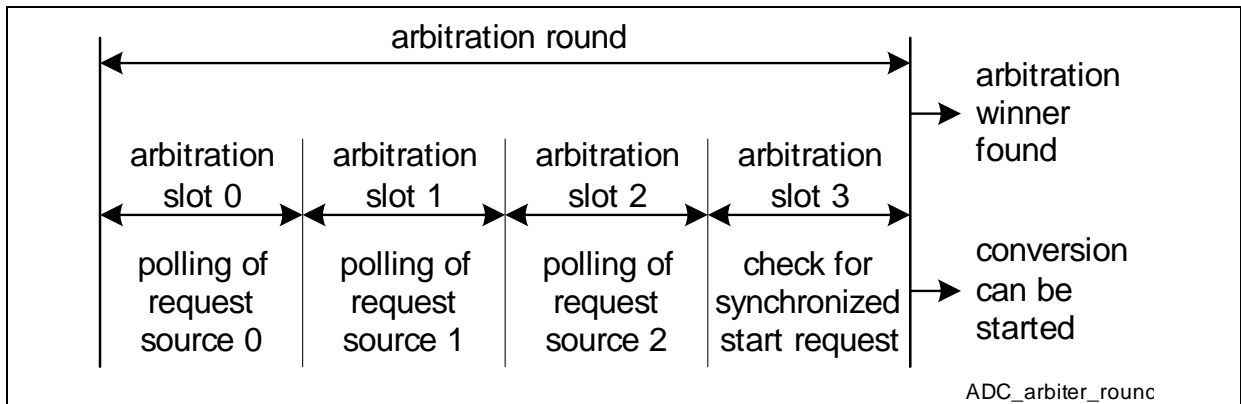 arbitration round
arbitration
winner
found
arbitration
slot 0
arbitration
slot 1
arbitration
slot 2
arbitration
slot 3
polling of
request
source 0
polling of
request
source 1
polling of
request
source 2
check for
synchronized
start request
conversion
can be
started
ADC_arbiter_round